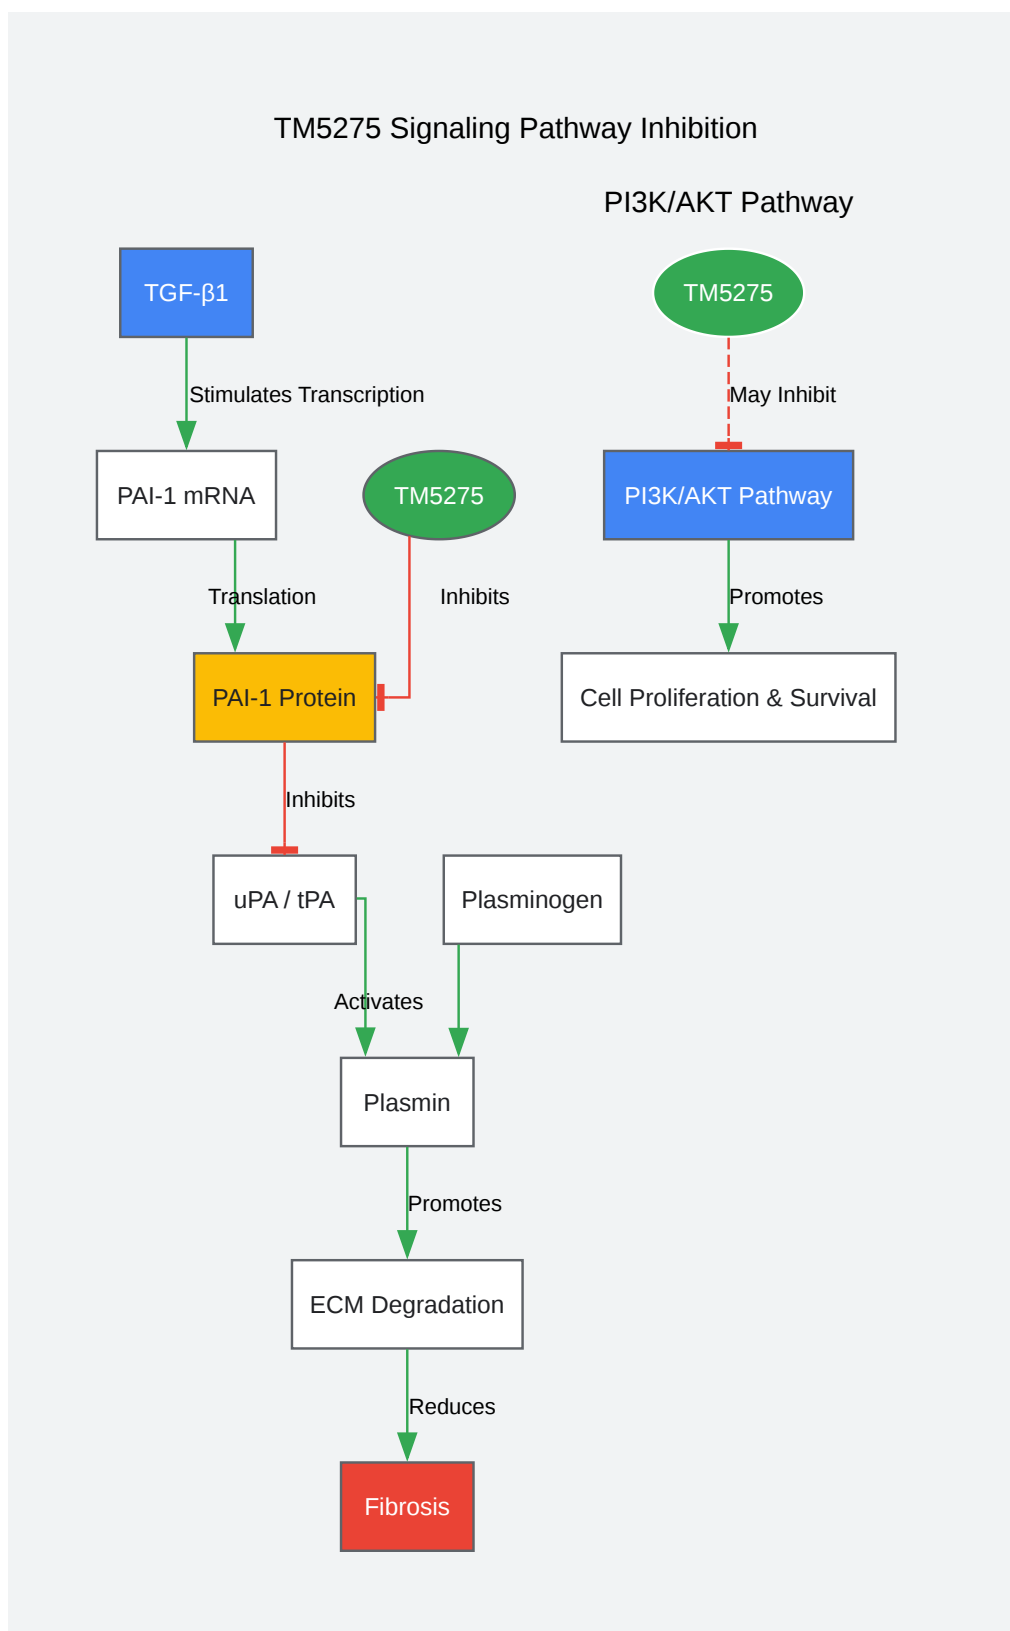 TM5275 Signaling Pathway Inhibition
PI3K/AKT Pathway
TGF-β1
TM5275
Stimulates Transcription
May Inhibit
PAI-1 mRNA
TM5275
PI3K/AKT Pathway
Translation
Inhibits
Promotes
PAI-1 Protein
Cell Proliferation & Survival
Inhibits
uPA / tPA
Plasminogen
Activates
Plasmin
Promotes
ECM Degradation
Reduces
Fibrosis